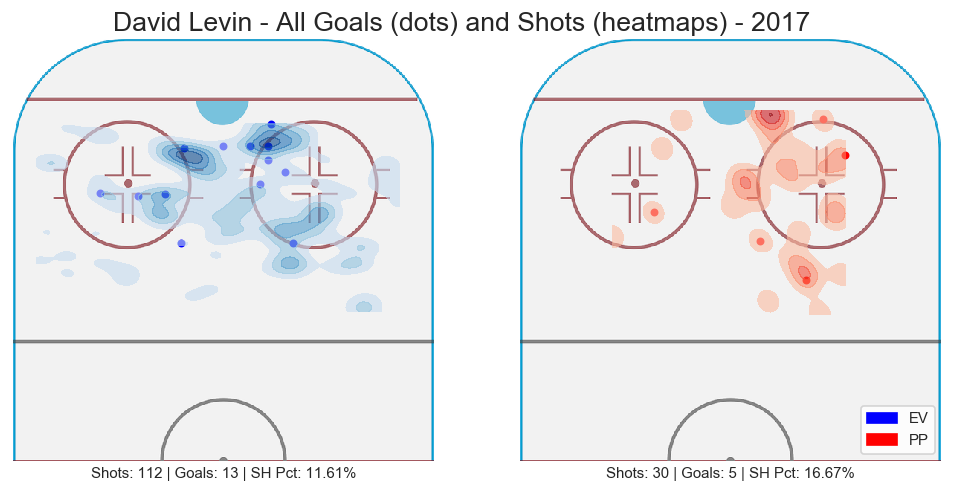 David Levin - All Goals (dots) and Shots (heatmaps) - 2017
EV
PP
Shots: 112 | Goals: 13 | SH Pct: 11.61%
Shots: 30 | Goals: 5 | SH Pct: 16.67%